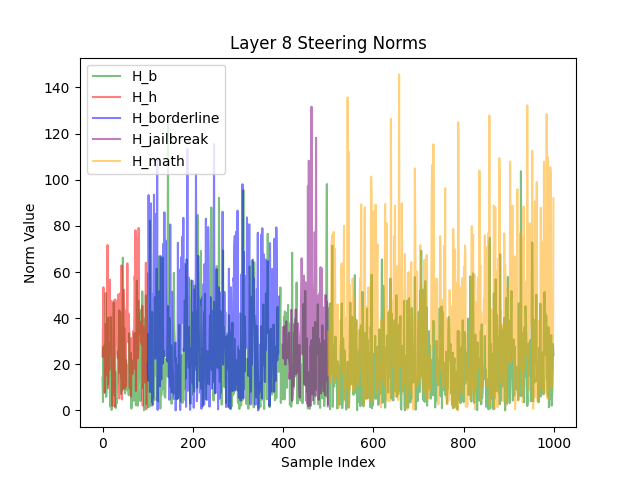 Layer 8 Steering Norms
H_b
H_h
H_borderline
H_jailbreak
H_math
Norm Value
140
120
100
80
60
40
20
0
0 200 400 600 800 1000
Sample Index